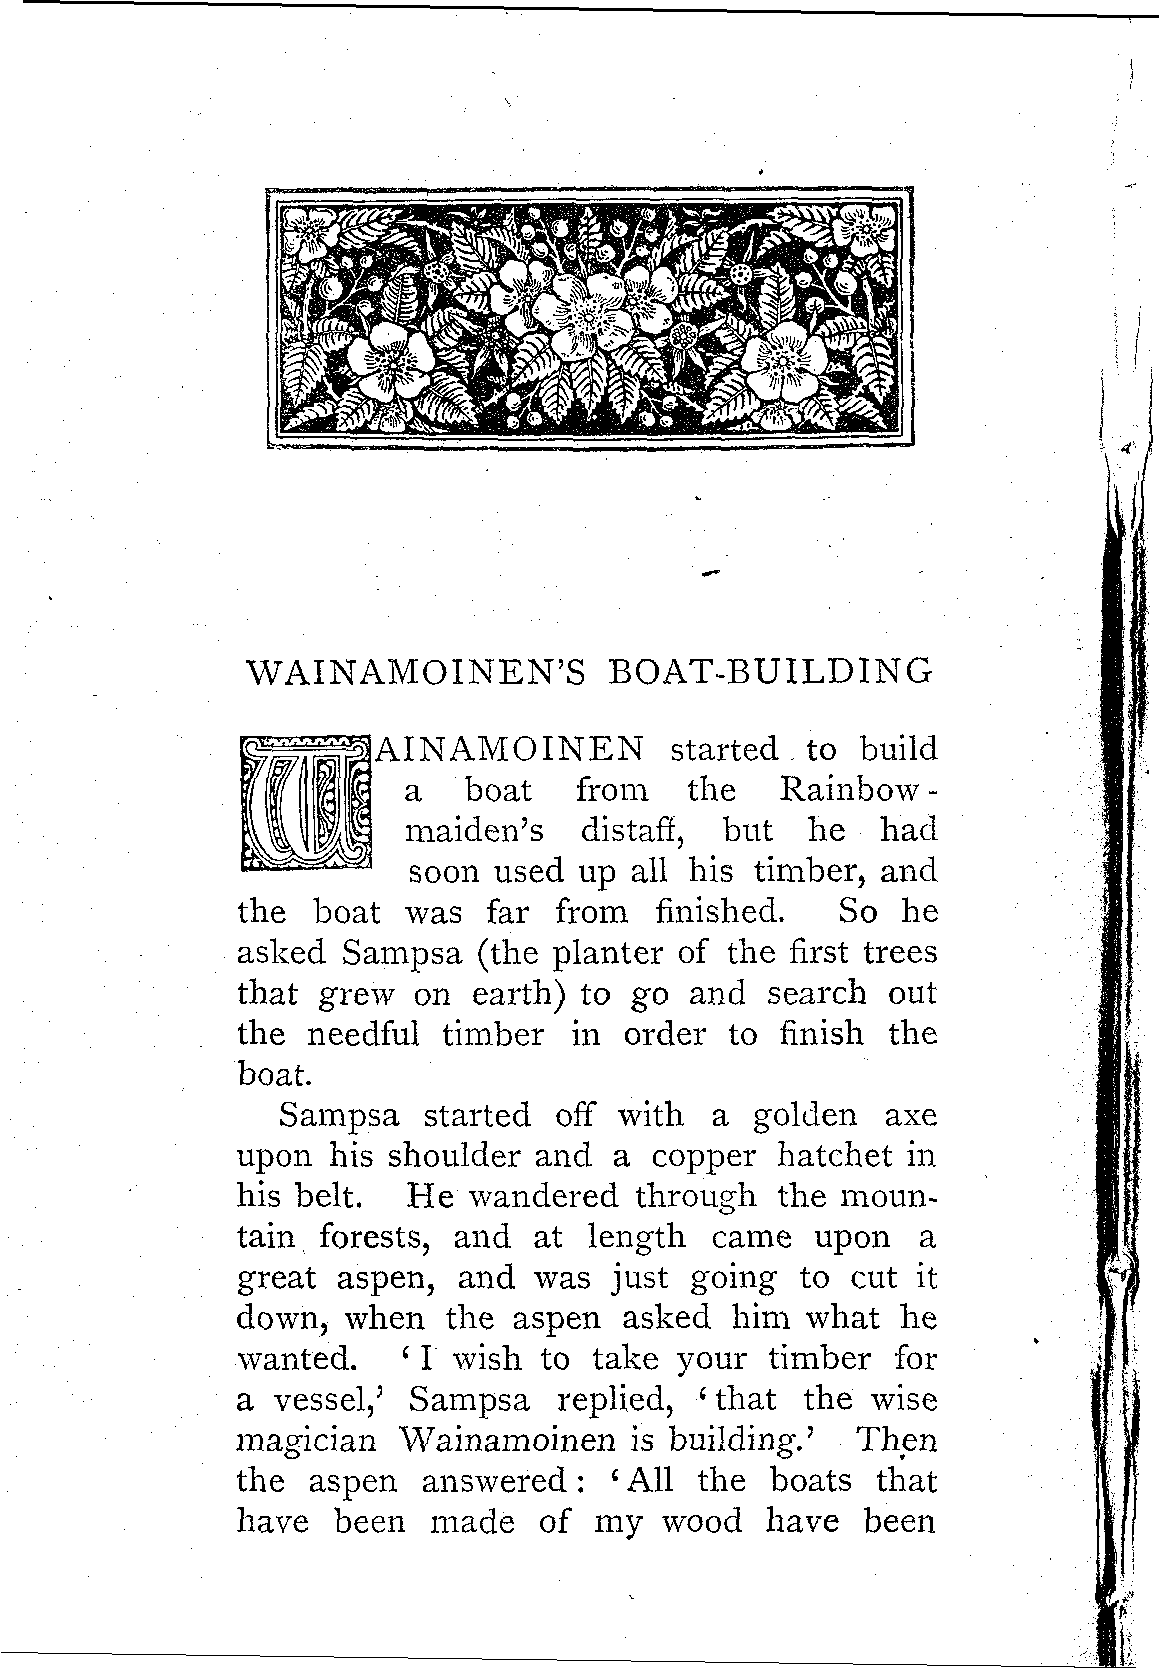 WAINAMOINEN'S BOAT-BUILDING
WAINAMOINEN started to build
a boat from the Rainbow-
maiden's distaff, but he had
soon used up all his timber, and
the boat was far from finished. So he
asked Sampsa (the planter of the first trees
that grew on earth) to go and search out
the needful timber in order to finish the
boat.
Sampsa started off with a golden axe
upon his shoulder and a copper hatchet in
his belt. He wandered through the moun-
tain forests, and at length came upon a
great aspen, and was just going to cut it
down, when the aspen asked him what he
wanted. ‘I wish to take your timber for
a vessel,’ Sampsa replied, ‘that the wise
magician Wainamoinen is building.’ Then
the aspen answered: ‘All the boats that
have been made of my wood have been